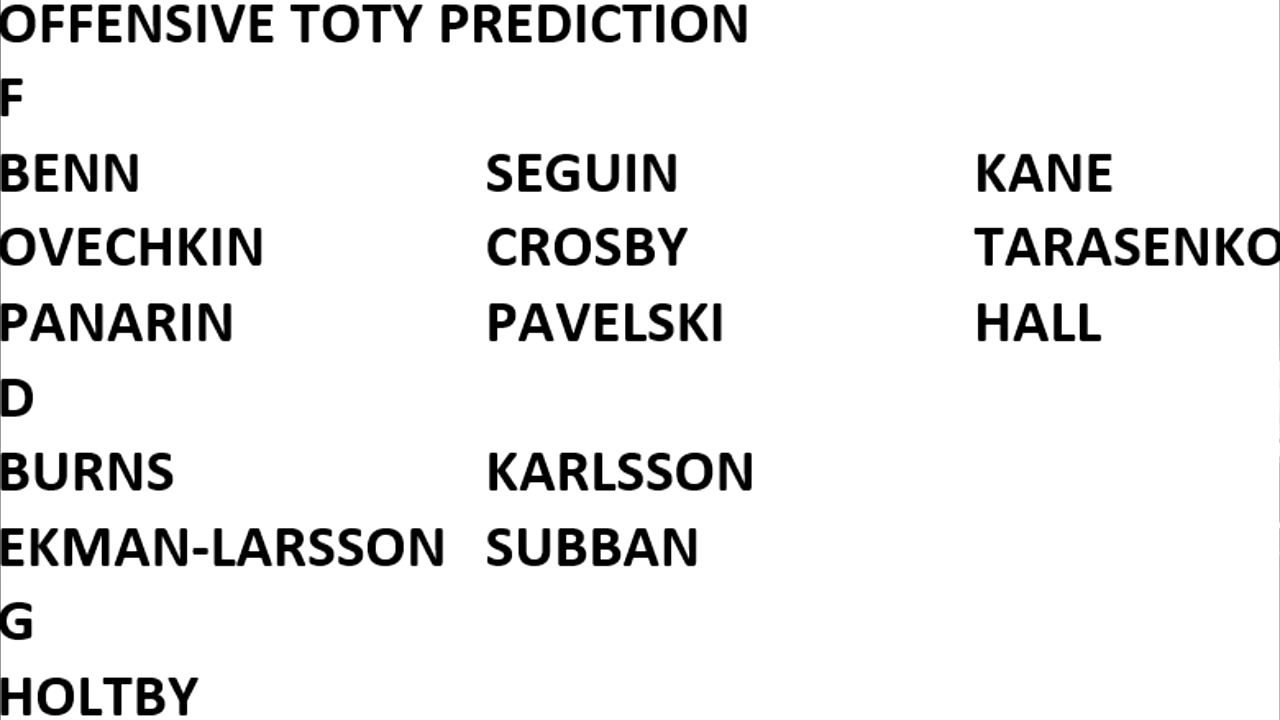 OFFENSIVE TOTY PREDICTION
F
BENN SEGUIN KANE
OVECHKIN CROSBY TARASENKO
PANARIN PAVELSKI HALL
D
BURNS KARLSSON
EKMAN-LARSSON SUBBAN
G
HOLTBY